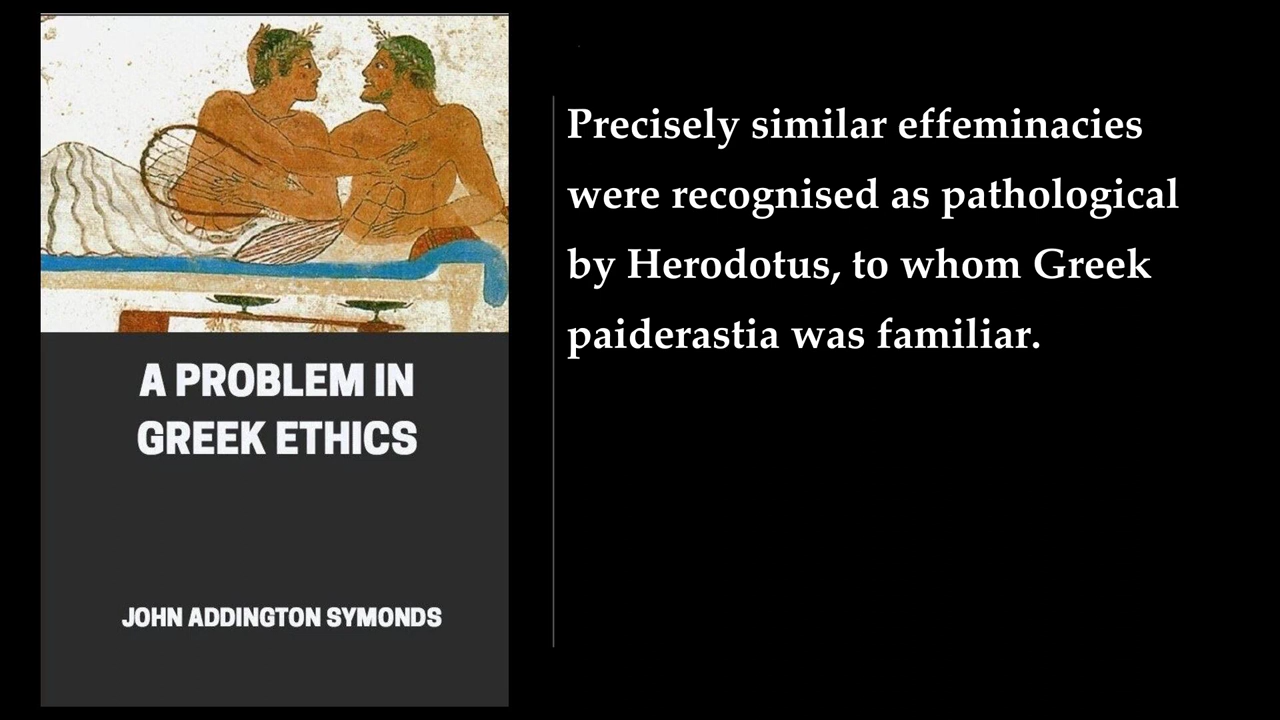 A PROBLEM IN
GREEK ETHICS
JOHN ADDINGTON SYMONDS
Precisely similar effeminacies
were recognised as pathological
by Herodotus, to whom Greek
paiderastia was familiar.